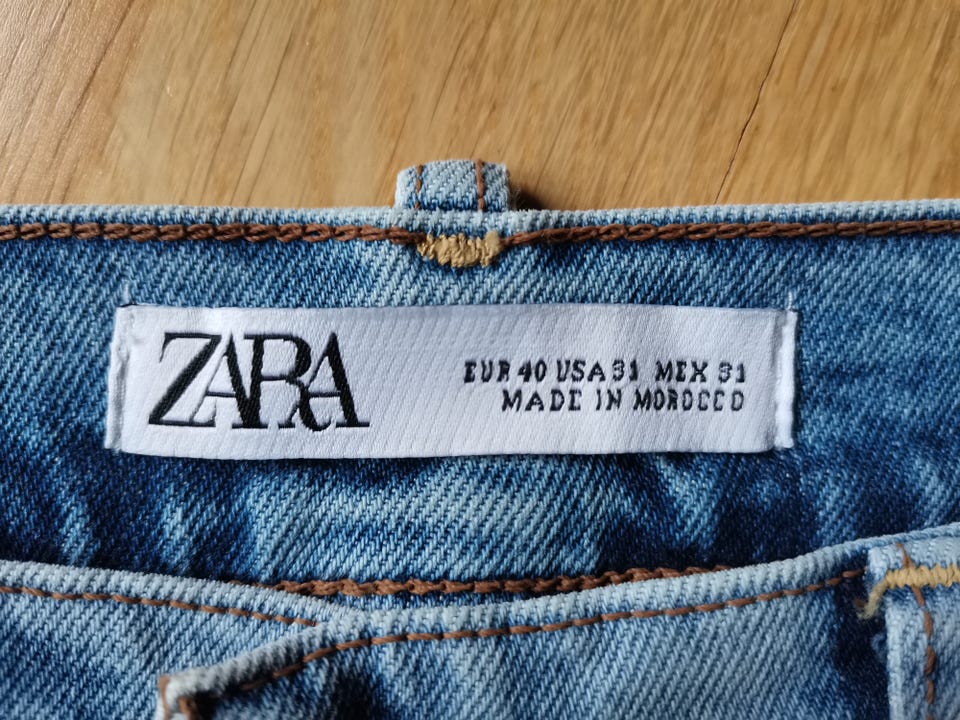 ZARA
EUR 40 USA 31 MEX 31
MADE IN MOROCCO